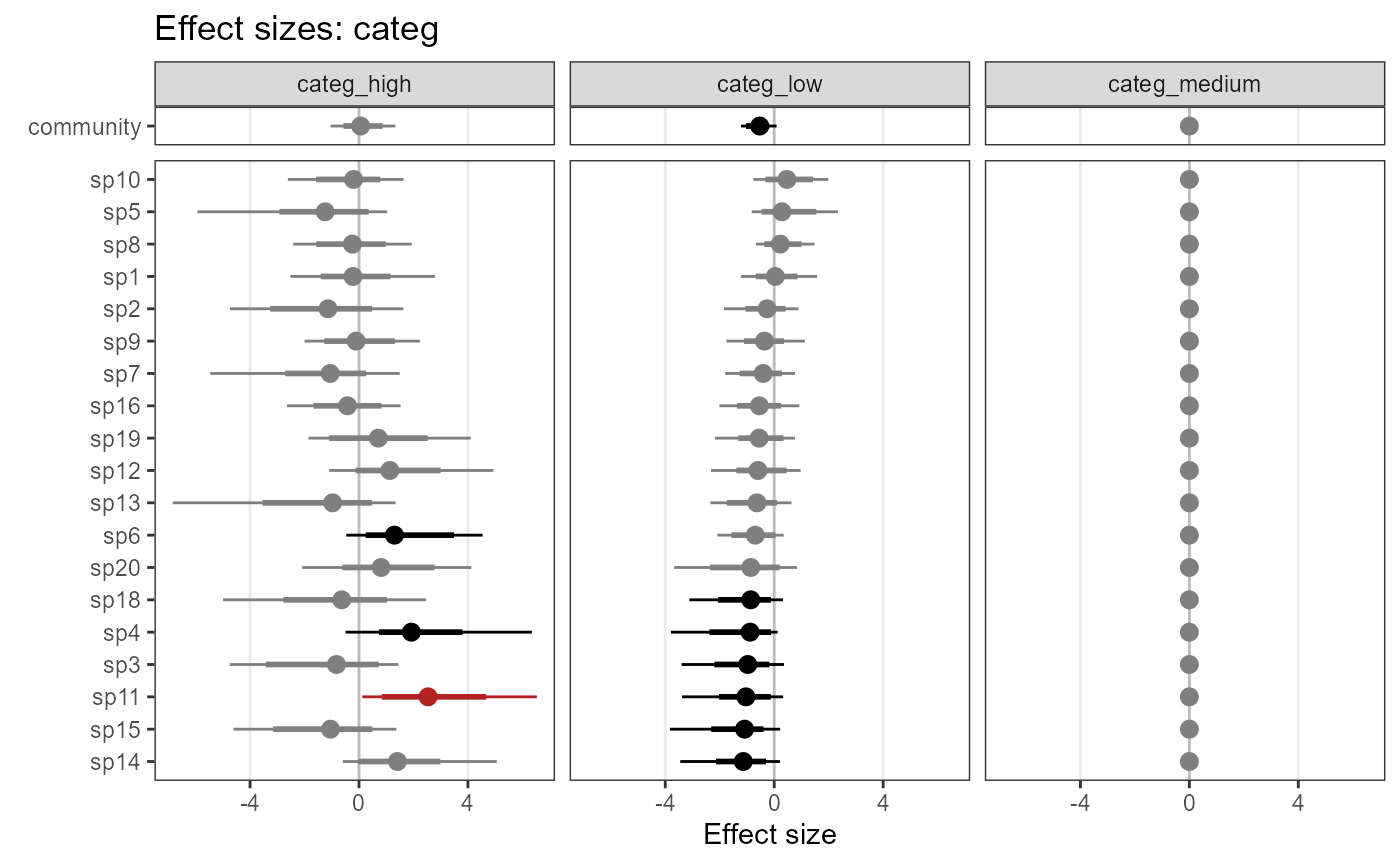 Effect sizes: categ
categ_high
categ_low
categ_medium
community
sp10
sp5
sp8
sp1
sp2
sp9
sp7
sp16
sp19
sp12
sp13
sp6
sp20
sp18
sp4
sp3
sp11
sp15
sp14
-4 0 4
-4 0 4
-4 0 4
Effect size